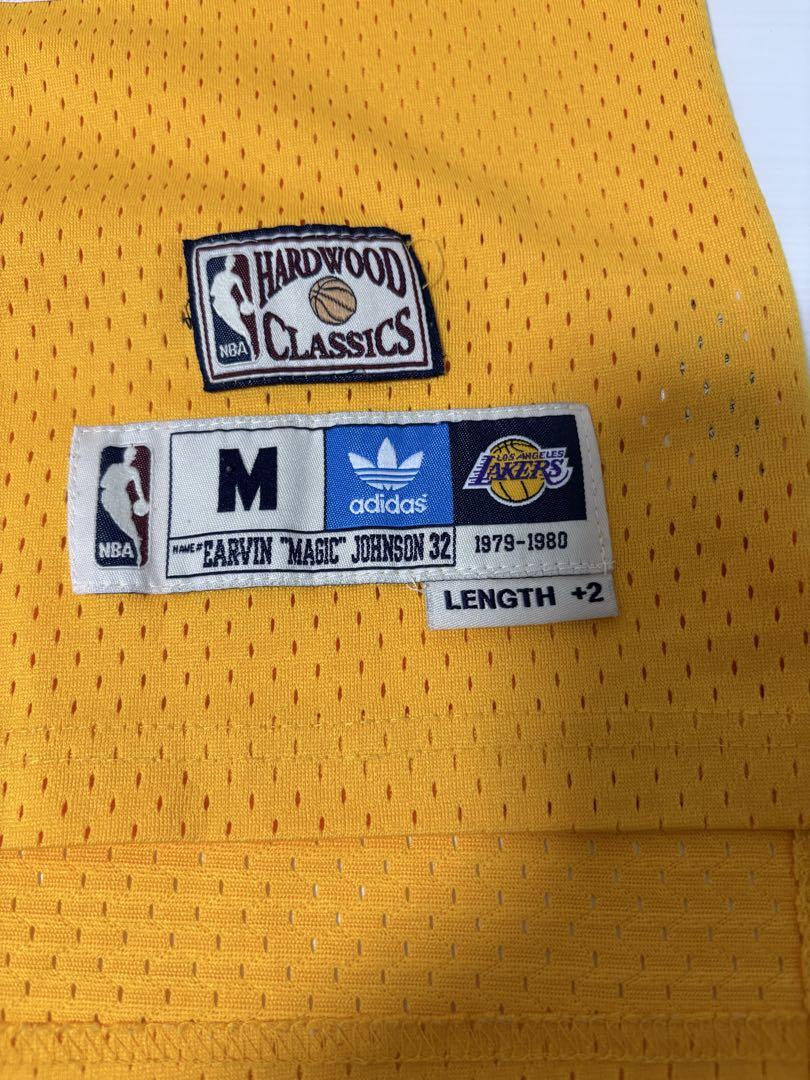 HARDWOOD
NBA
CLASSICS
NBA
M
adidas
LOS ANGELES
LAKERS
NAME# EARVIN "MAGIC" JOHNSON 32
1979-1980
LENGTH +2